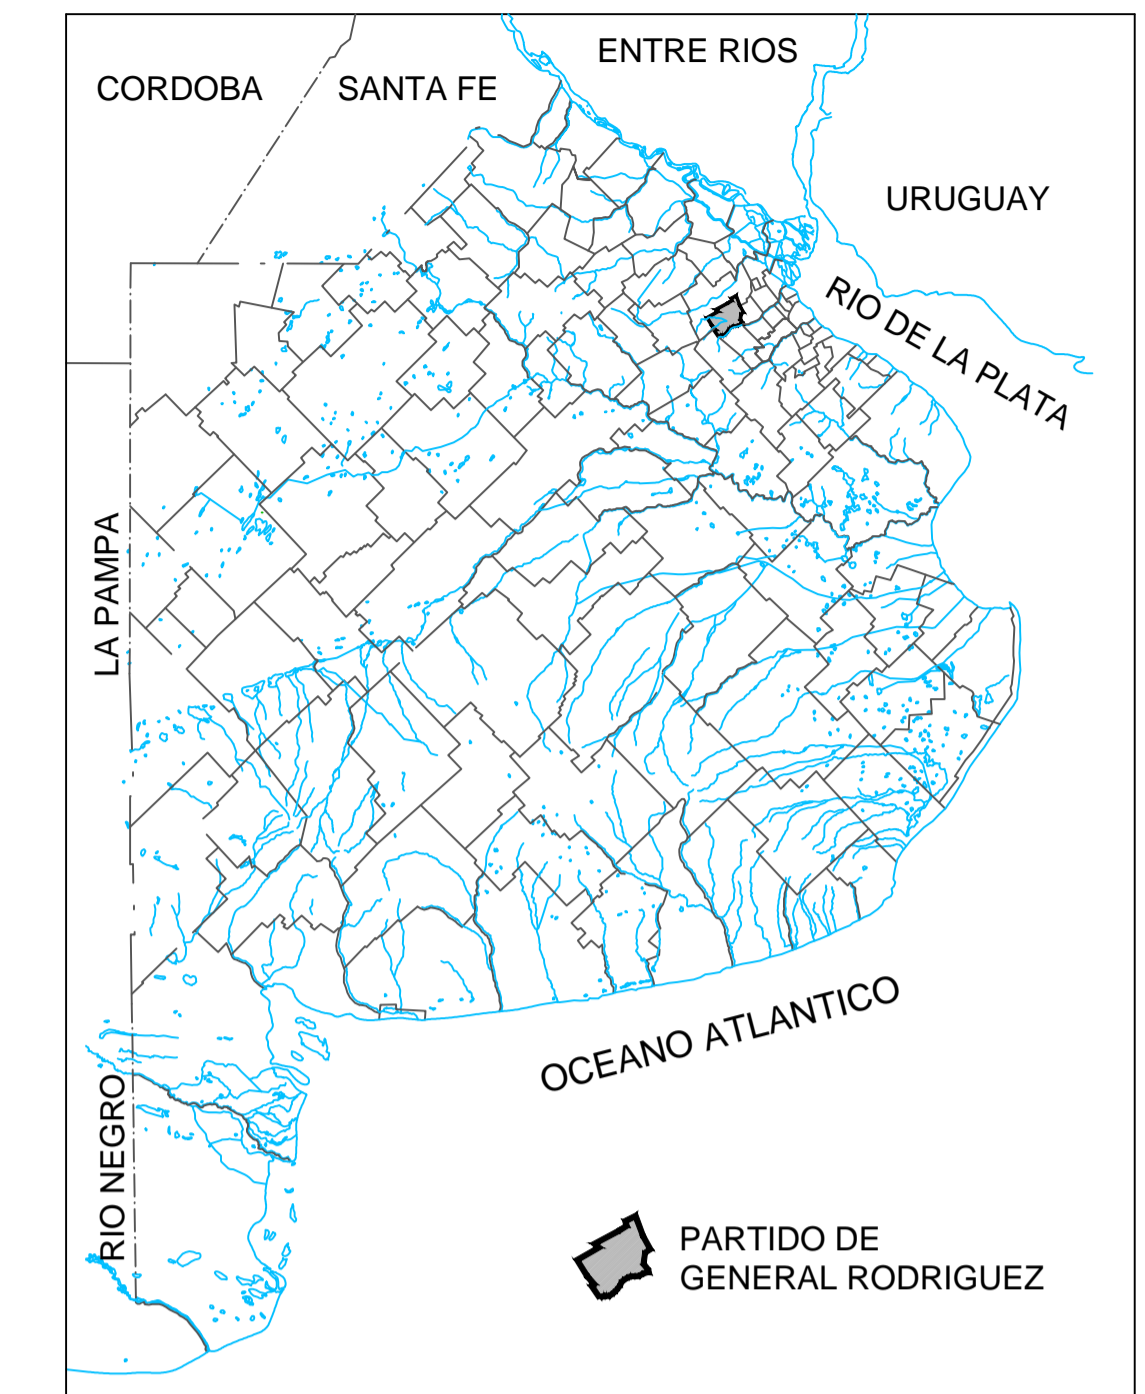 ENTRE RIOS
CORDOBA
SANTA FE
URUGUAY
RIO DE LA PLATA
LA PAMPA
OCEANO ATLANTICO
RIO NEGRO
PARTIDO DE
GENERAL RODRIGUEZ